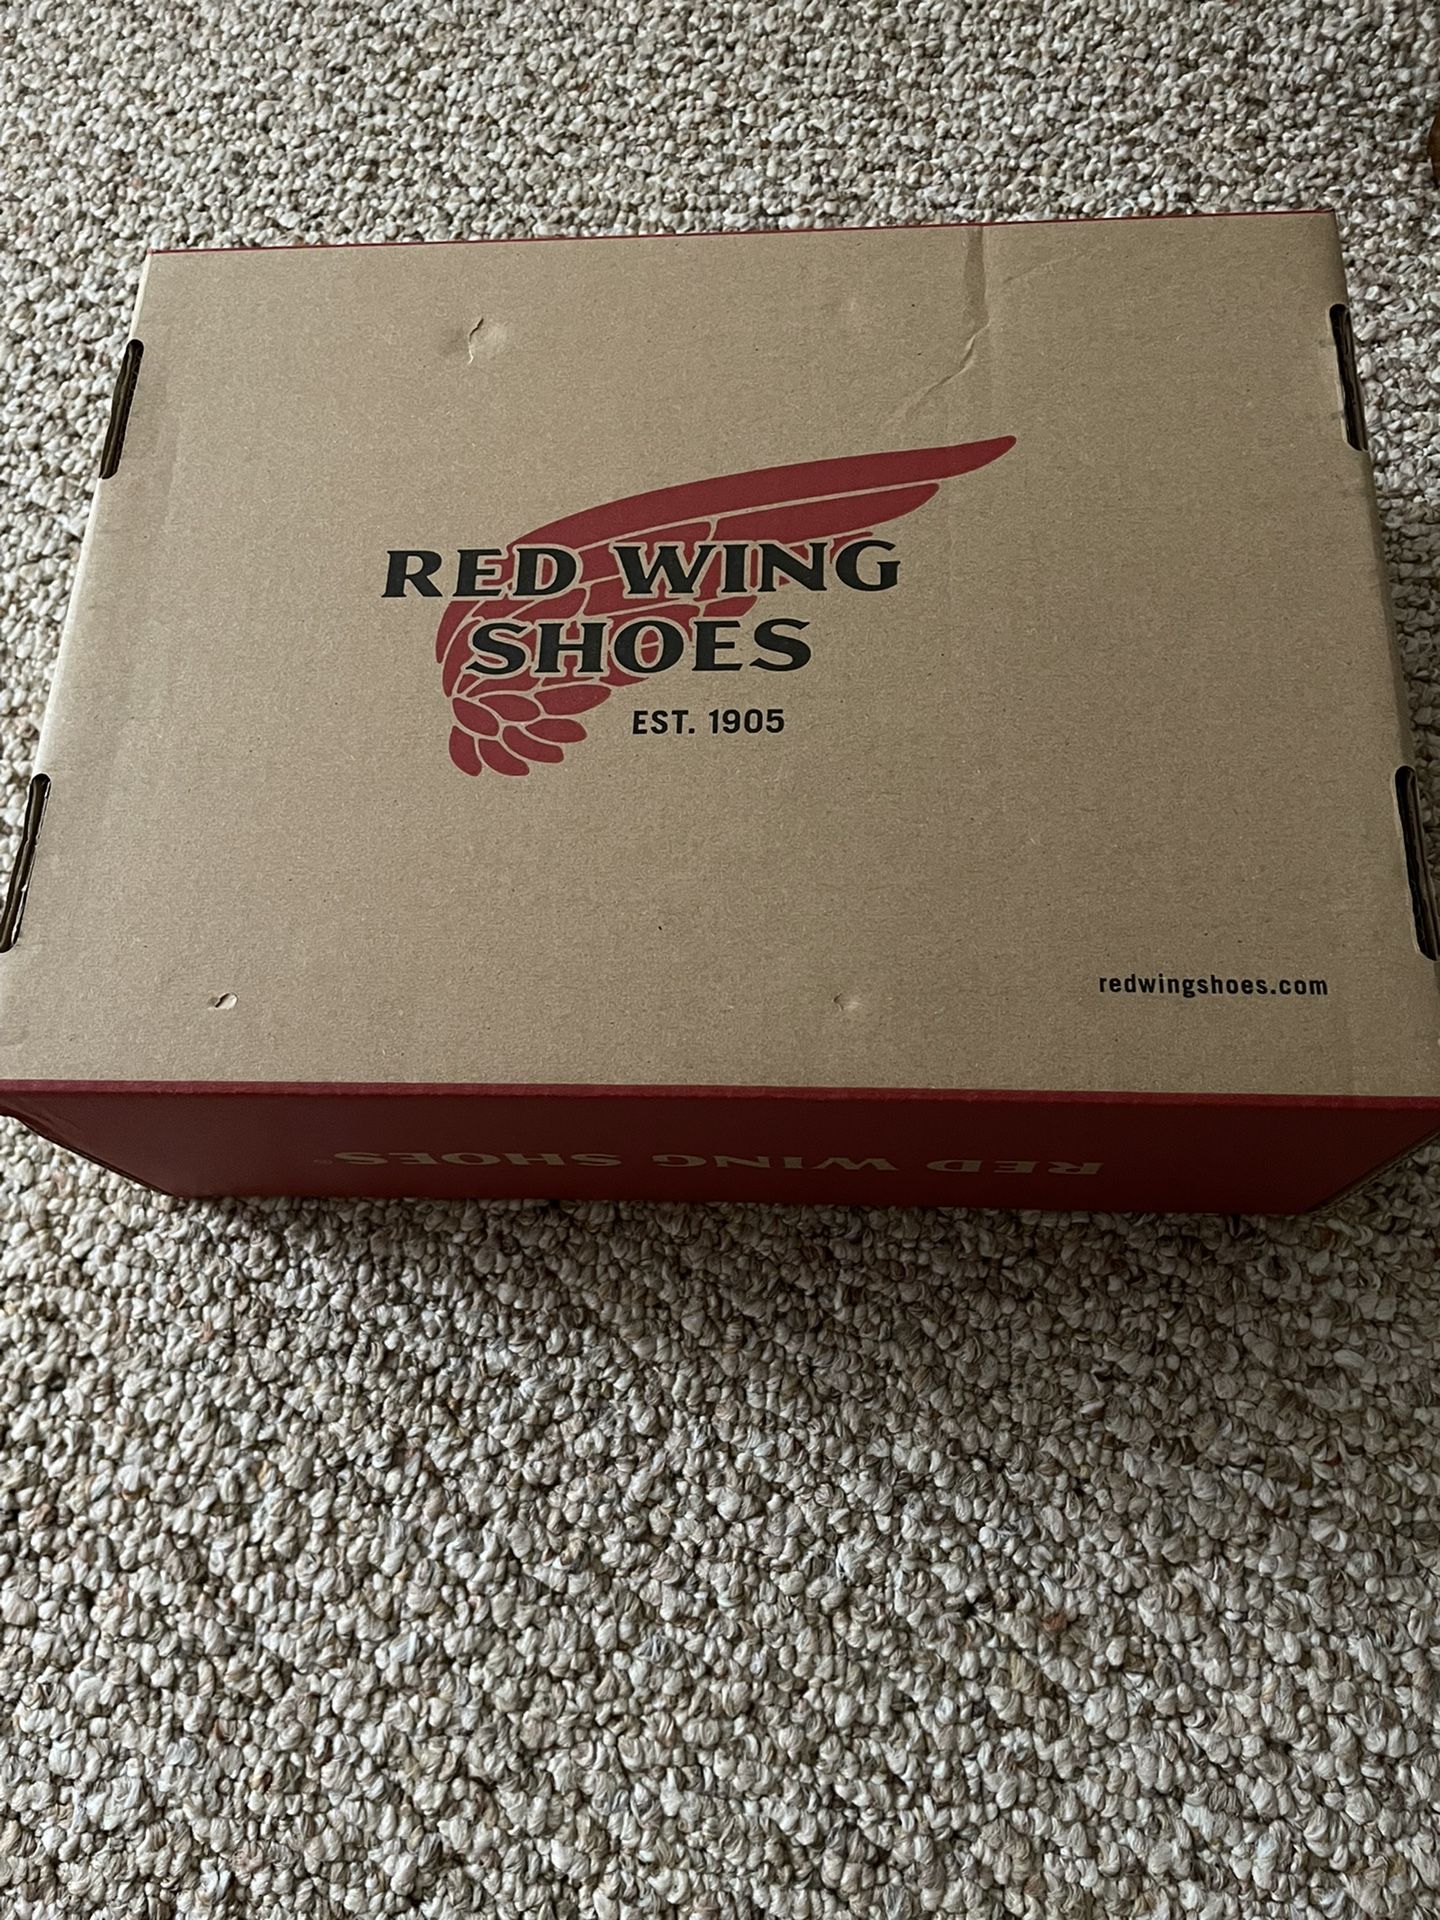 RED WING
SHOES
EST. 1905
redwingshoes.com
RED WING SHOES®